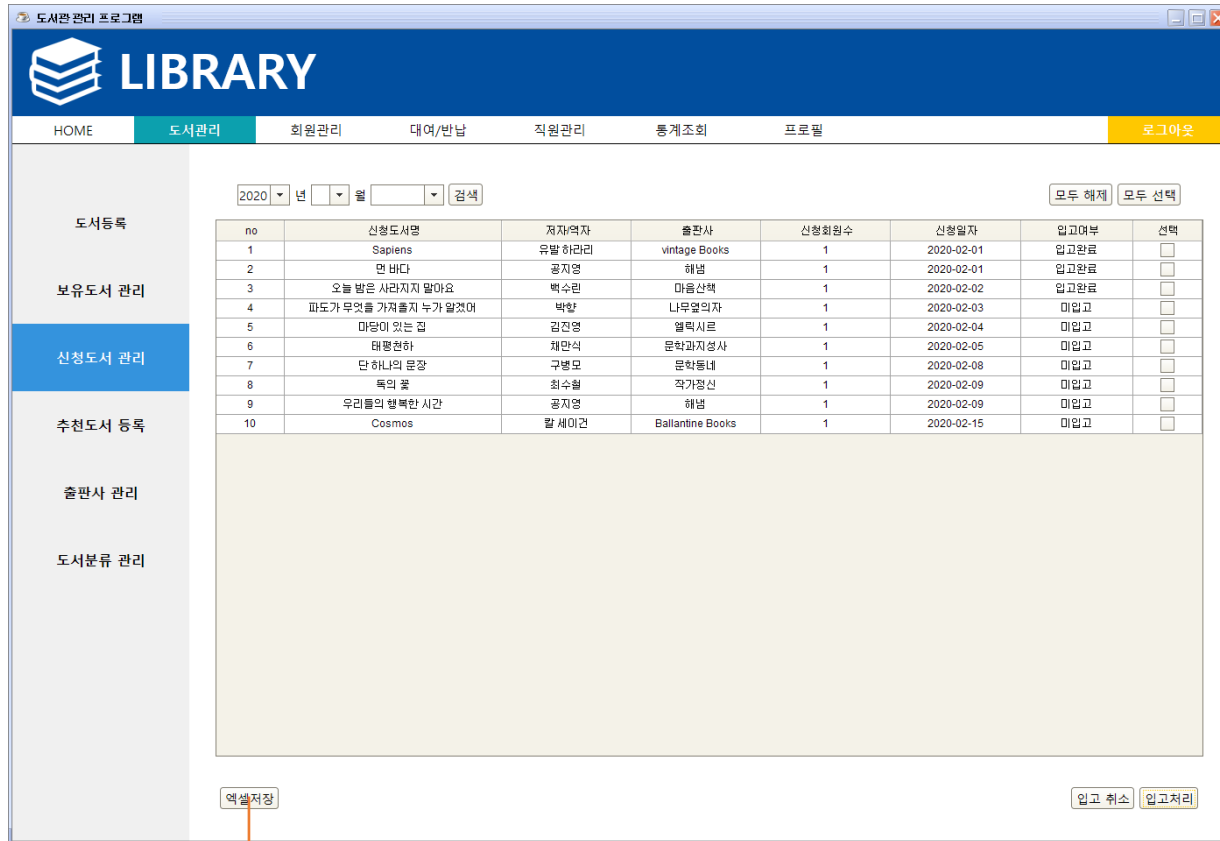 도서관 관리 프로그램
LIBRARY
HOME 도서관리 회원관리 대여/반납 직원관리 통계조회 프로필 로그아웃
2020 년 월 검색 모두 해제 모두 선택
도서등록
보유도서 관리
신청도서 관리
추천도서 등록
출판사 관리
도서분류 관리
no 신청도서명 저자/역자 출판사 신청회원수 신청일자 입고여부 선택
1 Sapiens 유발 하라리 vintage Books 1 2020-02-01 입고완료
2 먼 바다 공지영 해냄 1 2020-02-01 입고완료
3 오늘 밤은 사라지지 말아요 백수린 마음산책 1 2020-02-02 입고완료
4 파도가 무엇을 가져올지 누가 알겠어 박향 나무옆의자 1 2020-02-03 미입고
5 마당이 있는 집 김진영 엘릭시르 1 2020-02-04 미입고
6 태평천하 채만식 문학과지성사 1 2020-02-05 미입고
7 단 하나의 문장 구병모 문학동네 1 2020-02-08 미입고
8 독의 꽃 최수철 작가정신 1 2020-02-09 미입고
9 우리들의 행복한 시간 공지영 해냄 1 2020-02-09 미입고
10 Cosmos 칼 세이건 Ballantine Books 1 2020-02-15 미입고
엑셀저장 입고 취소 입고처리